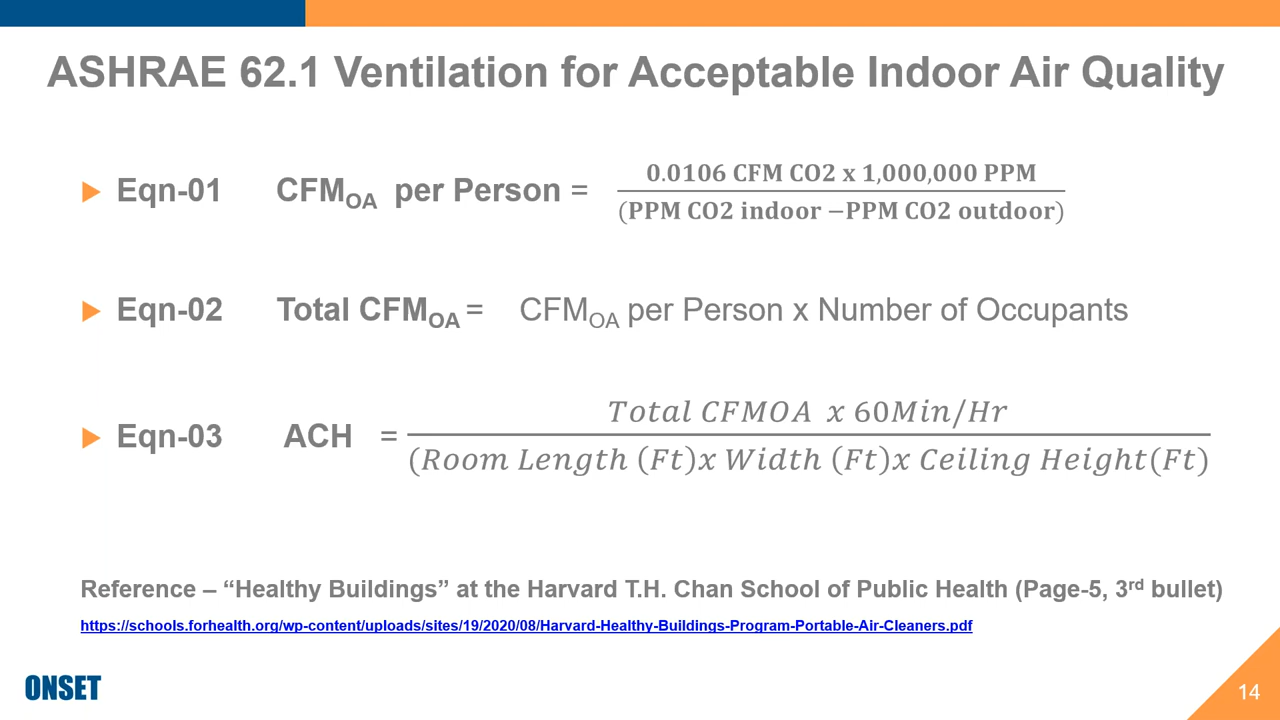 ASHRAE 62.1 Ventilation for Acceptable Indoor Air Quality
Eqn-01 CFMOA per Person = 0.0106 CFM CO2 x 1,000,000 PPM
(PPM CO2 indoor −PPM CO2 outdoor)
Eqn-02 Total CFMOA = CFMOA per Person x Number of Occupants
Eqn-03 ACH = Total CFMOA x 60Min/Hr
(Room Length (Ft)x Width (Ft)x Ceiling Height(Ft)
Reference – “Healthy Buildings” at the Harvard T.H. Chan School of Public Health (Page-5, 3rd bullet)
https://schools.forhealth.org/wp-content/uploads/sites/19/2020/08/Harvard-Healthy-Buildings-Program-Portable-Air-Cleaners.pdf
ONSET
14